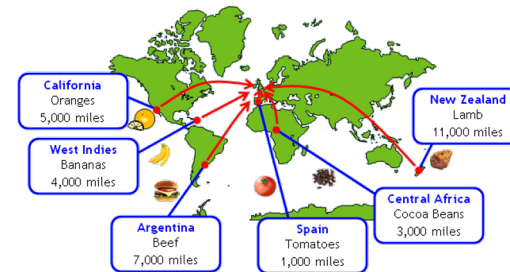 California
Oranges
5,000 miles
West Indies
Bananas
4,000 miles
Argentina
Beef
7,000 miles
Spain
Tomatoes
1,000 miles
Central Africa
Cocoa Beans
3,000 miles
New Zealand
Lamb
11,000 miles